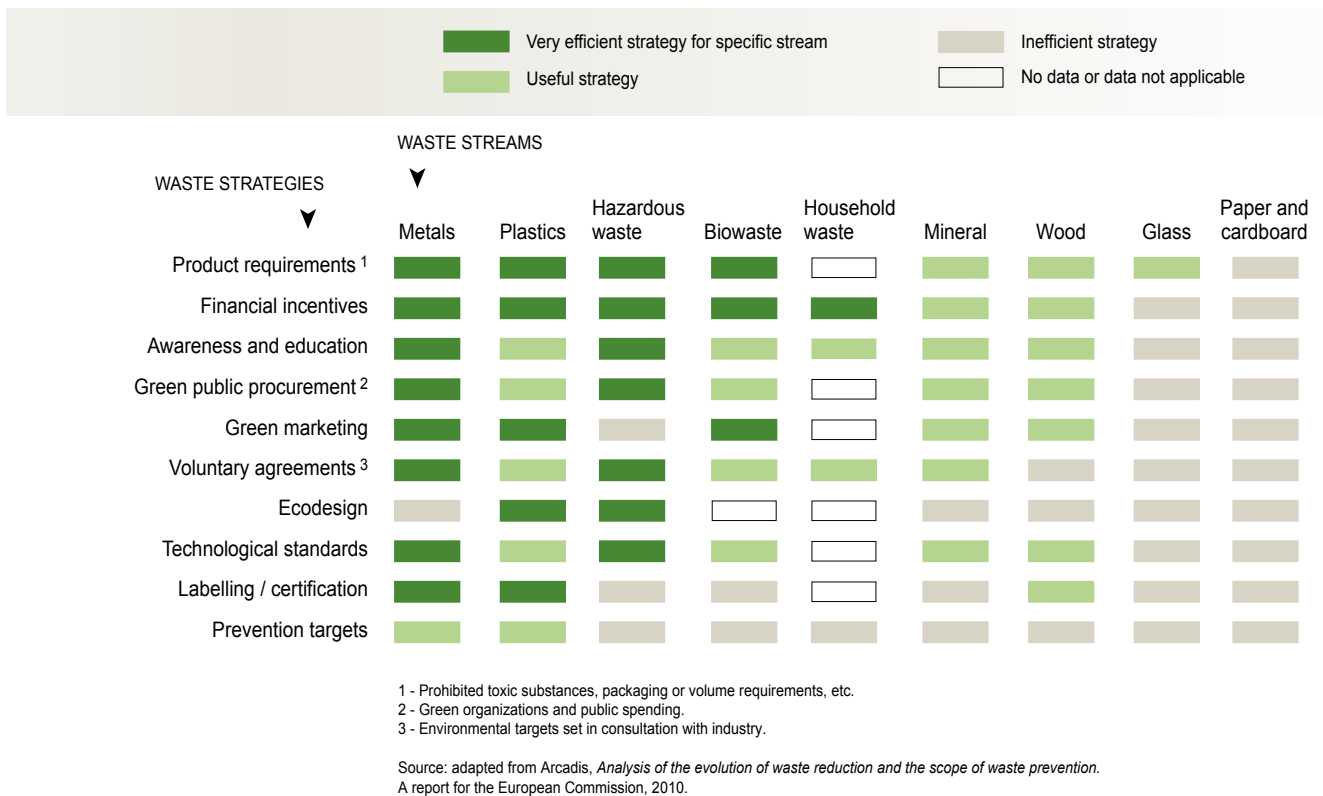 Very efficient strategy for specific stream
Inefficient strategy
Useful strategy
No data or data not applicable
WASTE STREAMS
WASTE STRATEGIES
Metals
Plastics
Hazardous
waste
Biowaste
Household
waste
Mineral
Wood
Glass
Paper and
cardboard
Product requirements 1
Financial incentives
Awareness and education
Green public procurement 2
Green marketing
Voluntary agreements 3
Ecodesign
Technological standards
Labelling / certification
Prevention targets
1 - Prohibited toxic substances, packaging or volume requirements, etc.
2 - Green organizations and public spending.
3 - Environmental targets set in consultation with industry.
Source: adapted from Arcadis, Analysis of the evolution of waste reduction and the scope of waste prevention.
A report for the European Commission, 2010.